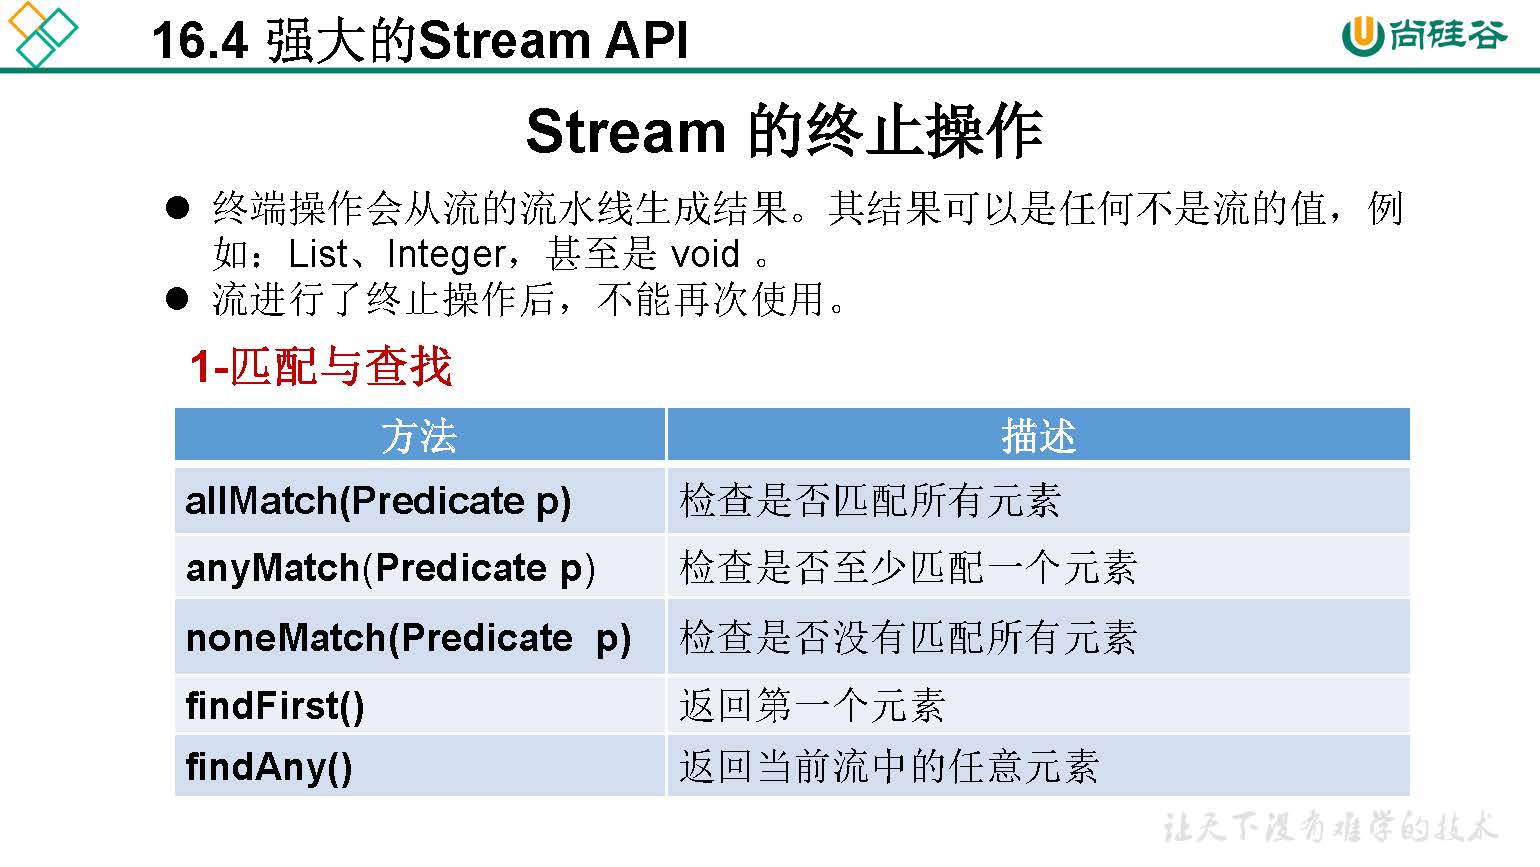 16.4 强大的Stream API
尚硅谷
Stream 的终止操作
● 终端操作会从流的流水线生成结果。其结果可以是任何不是流的值，例
如：List、Integer，甚至是 void 。
● 流进行了终止操作后，不能再次使用。
1-匹配与查找
方法 描述
allMatch(Predicate p) 检查是否匹配所有元素
anyMatch(Predicate p) 检查是否至少匹配一个元素
noneMatch(Predicate  p) 检查是否没有匹配所有元素
findFirst() 返回第一个元素
findAny() 返回当前流中的任意元素
让天下没有难学的技术